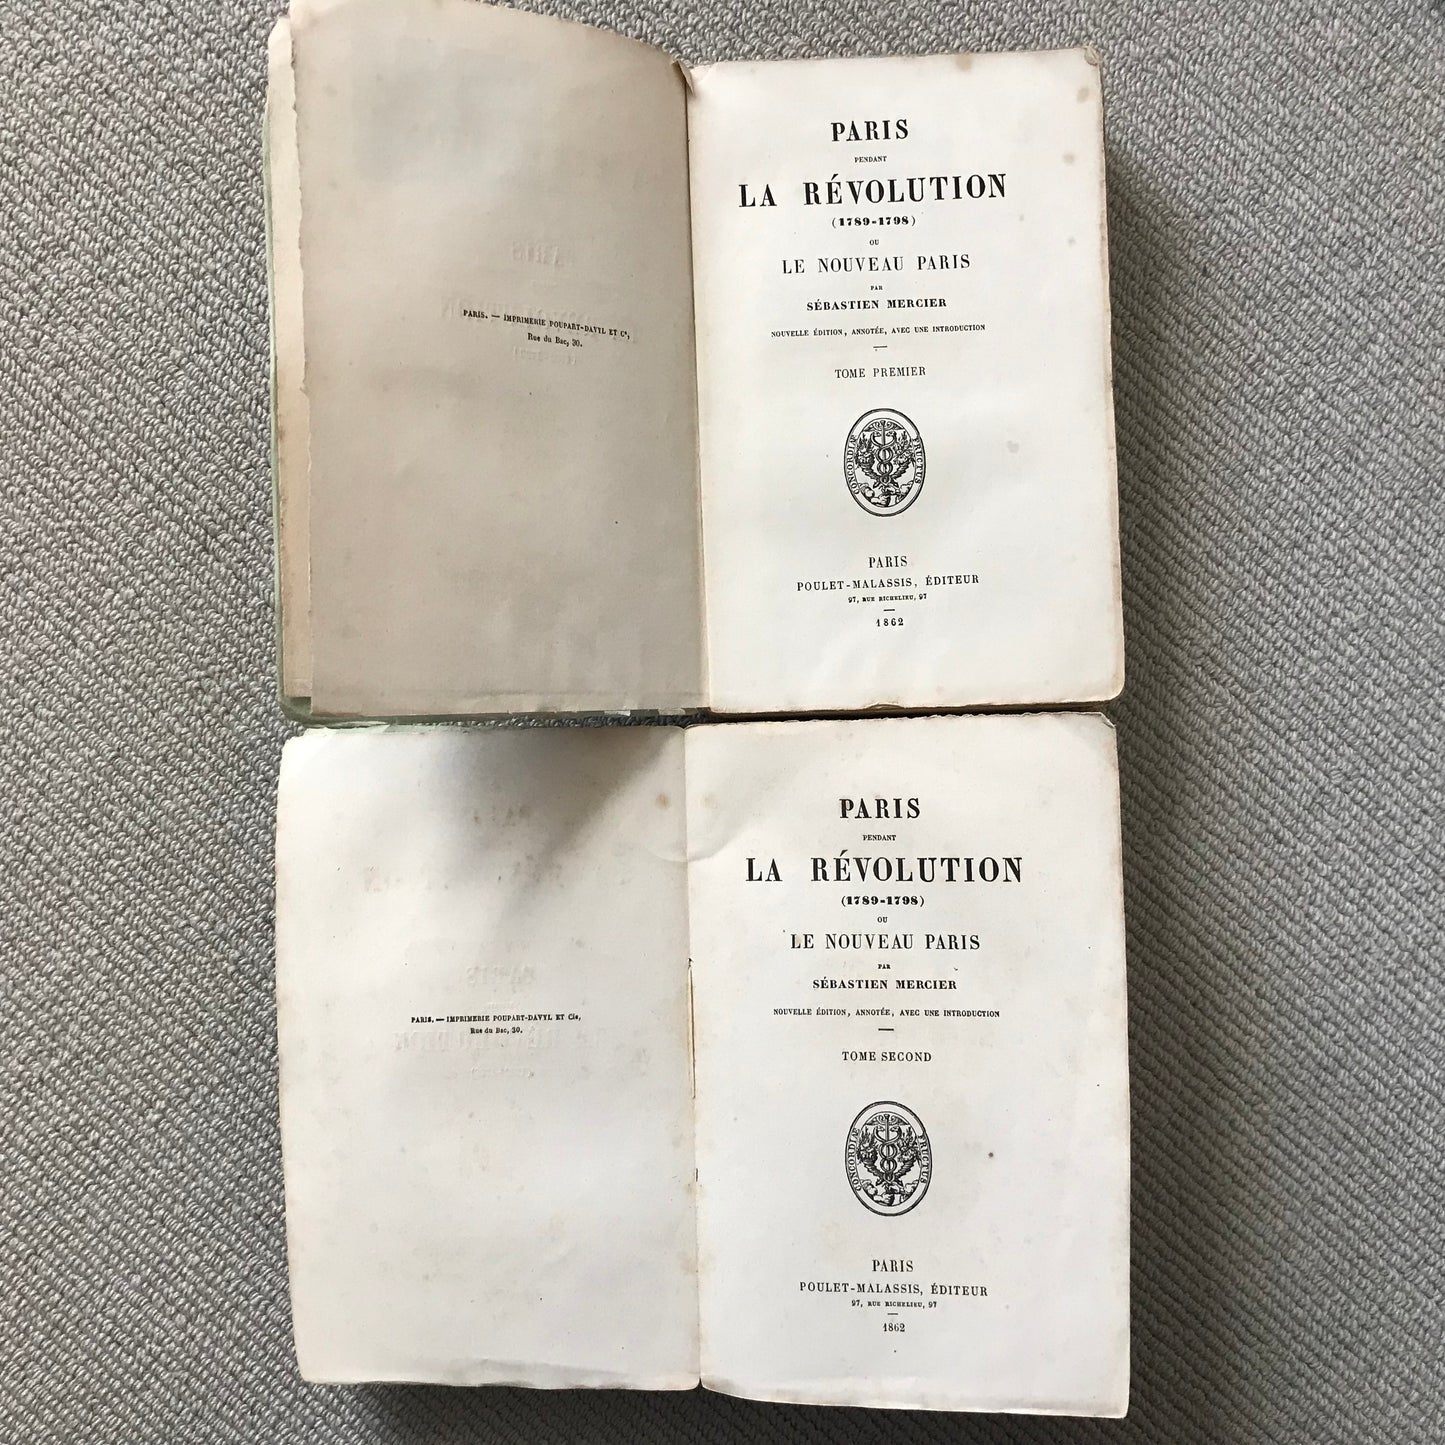 PARIS. — IMPRIMERIE POUPART-DAVYL ET Cⁱᵉ,
Rue du Bac, 30.
PARIS
PENDANT
LA RÉVOLUTION
(1789-1798)
OU
LE NOUVEAU PARIS
PAR
SÉBASTIEN MERCIER
NOUVELLE ÉDITION, ANNOTÉE, AVEC UNE INTRODUCTION
TOME PREMIER
CONCORDIÆ FRUCTUS
PARIS
POULET-MALASSIS, ÉDITEUR
97, RUE RICHELIEU, 97
1862
PARIS. — IMPRIMERIE POUPART-DAVYL ET Cie,
Rue du Bac, 30.
PARIS
PENDANT
LA RÉVOLUTION
(1789-1798)
OU
LE NOUVEAU PARIS
PAR
SÉBASTIEN MERCIER
NOUVELLE ÉDITION, ANNOTÉE, AVEC UNE INTRODUCTION
TOME SECOND
CONCORDIÆ FRUCTUS
PARIS
POULET-MALASSIS, ÉDITEUR
97, RUE RICHELIEU, 97
1862